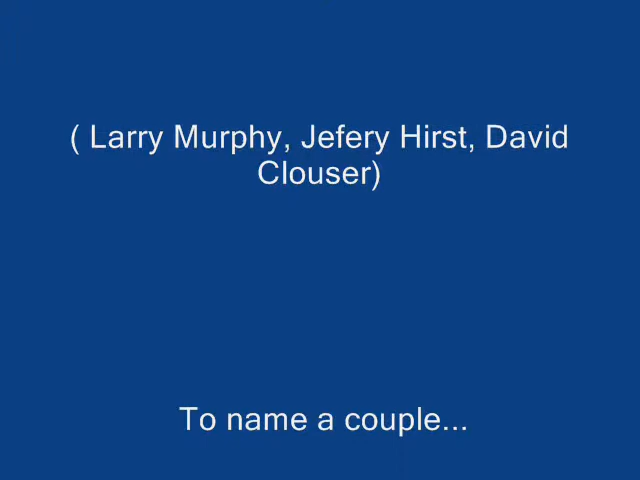 ( Larry Murphy, Jefery Hirst, David
Clouser)
To name a couple...